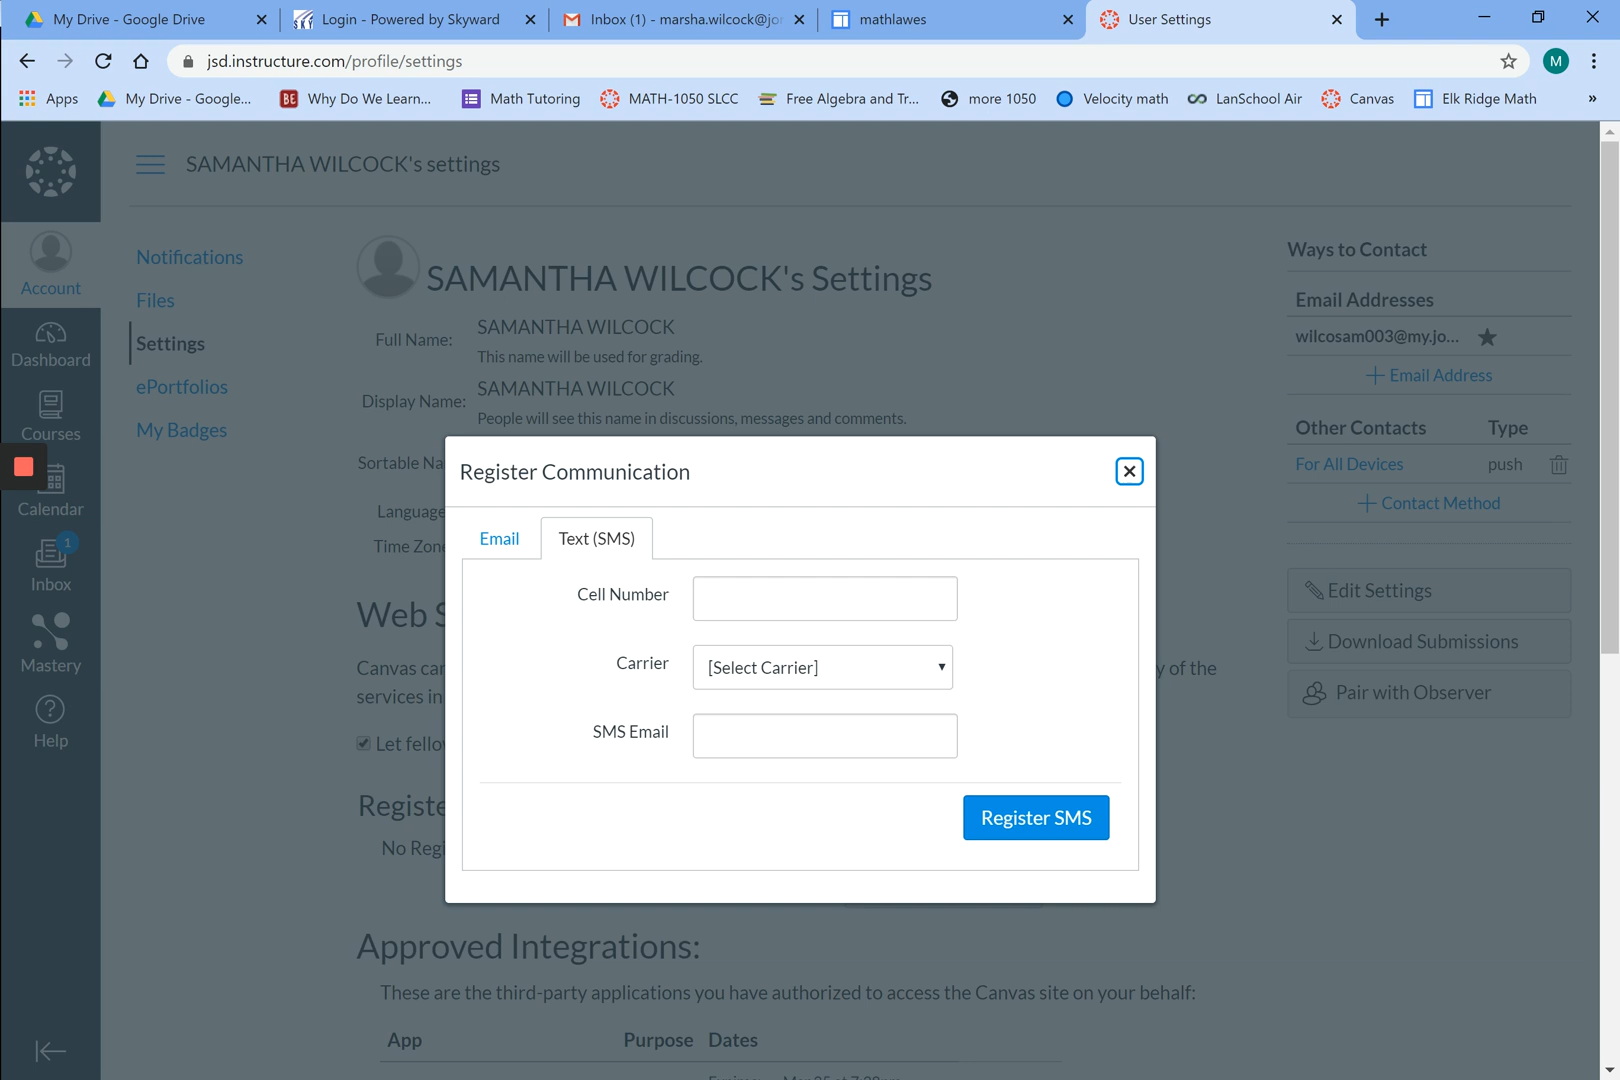 My Drive - Google Drive
Login - Powered by Skyward
Inbox (1) - marsha.wilcock@jor
mathlawes
User Settings
jsd.instructure.com/profile/settings
M
Apps
My Drive - Google...
BE Why Do We Learn...
Math Tutoring
MATH-1050 SLCC
Free Algebra and Tr...
more 1050
Velocity math
LanSchool Air
Canvas
Elk Ridge Math
»
SAMANTHA WILCOCK's settings
Account
Dashboard
Courses
Calendar
1
Inbox
Mastery
Help
Notifications
Files
Settings
ePortfolios
My Badges
SAMANTHA WILCOCK's Settings
Full Name:
SAMANTHA WILCOCK
This name will be used for grading.
Display Name:
SAMANTHA WILCOCK
People will see this name in discussions, messages and comments.
Sortable Na
Language
Time Zon
Web S
Canvas can
y of the
services in
Let fello
Registe
No Regi
Register Communication
Email
Text (SMS)
Cell Number
Carrier
[Select Carrier]
SMS Email
Register SMS
Approved Integrations:
These are the third-party applications you have authorized to access the Canvas site on your behalf:
App Purpose Dates
Ways to Contact
Email Addresses
wilcosam003@my.jo...
+ Email Address
Other Contacts Type
For All Devices push
+ Contact Method
Edit Settings
Download Submissions
Pair with Observer